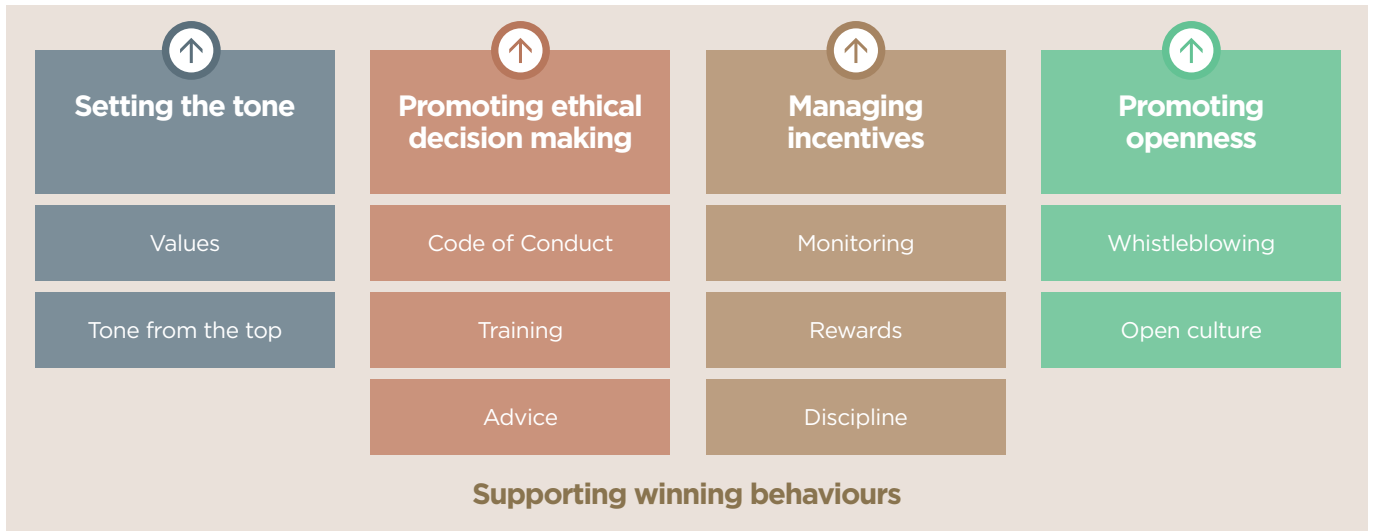 Setting the tone
Values
Tone from the top
Promoting ethical
decision making
Code of Conduct
Training
Advice
Managing
incentives
Monitoring
Rewards
Discipline
Promoting
openness
Whistleblowing
Open culture
Supporting winning behaviours